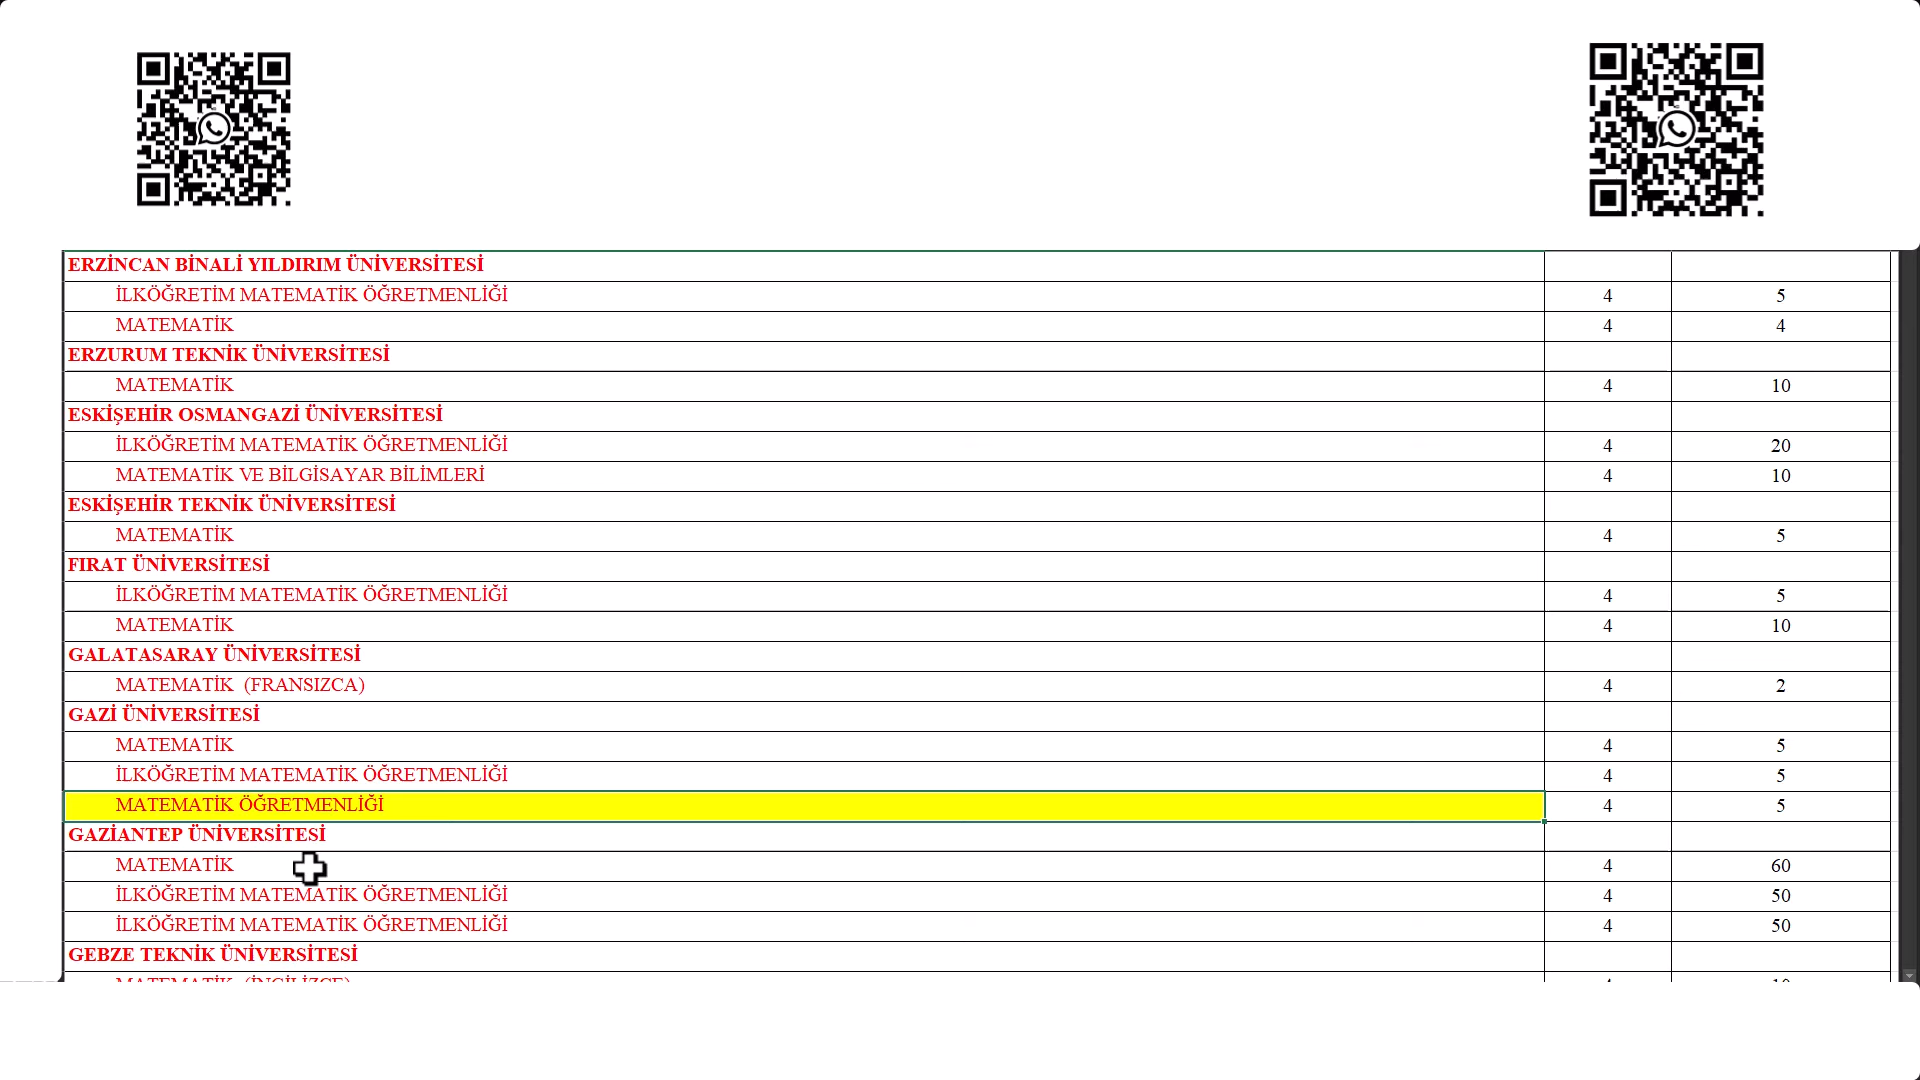 ERZİNCAN BİNALİ YILDIRIM ÜNİVERSİTESİ
İLKÖĞRETİM MATEMATİK ÖĞRETMENLİĞİ 4 5
MATEMATİK 4 4
ERZURUM TEKNİK ÜNİVERSİTESİ
MATEMATİK 4 10
ESKİŞEHİR OSMANGAZİ ÜNİVERSİTESİ
İLKÖĞRETİM MATEMATİK ÖĞRETMENLİĞİ 4 20
MATEMATİK VE BİLGİSAYAR BİLİMLERİ 4 10
ESKİŞEHİR TEKNİK ÜNİVERSİTESİ
MATEMATİK 4 5
FIRAT ÜNİVERSİTESİ
İLKÖĞRETİM MATEMATİK ÖĞRETMENLİĞİ 4 5
MATEMATİK 4 10
GALATASARAY ÜNİVERSİTESİ
MATEMATİK (FRANSIZCA) 4 2
GAZİ ÜNİVERSİTESİ
MATEMATİK 4 5
İLKÖĞRETİM MATEMATİK ÖĞRETMENLİĞİ 4 5
MATEMATİK ÖĞRETMENLİĞİ 4 5
GAZİANTEP ÜNİVERSİTESİ
MATEMATİK 4 60
İLKÖĞRETİM MATEMATİK ÖĞRETMENLİĞİ 4 50
İLKÖĞRETİM MATEMATİK ÖĞRETMENLİĞİ 4 50
GEBZE TEKNİK ÜNİVERSİTESİ
MATEMATİK (İNGİLİZCE)